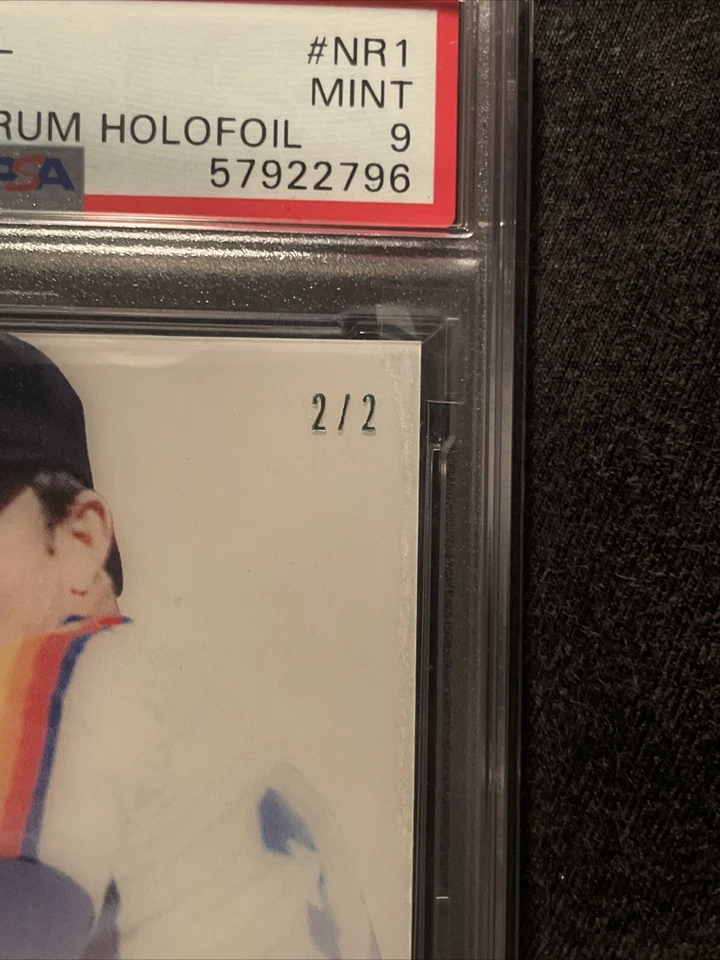 #NR1
MINT
RUM HOLOFOIL 9
PSA 57922796
2/2